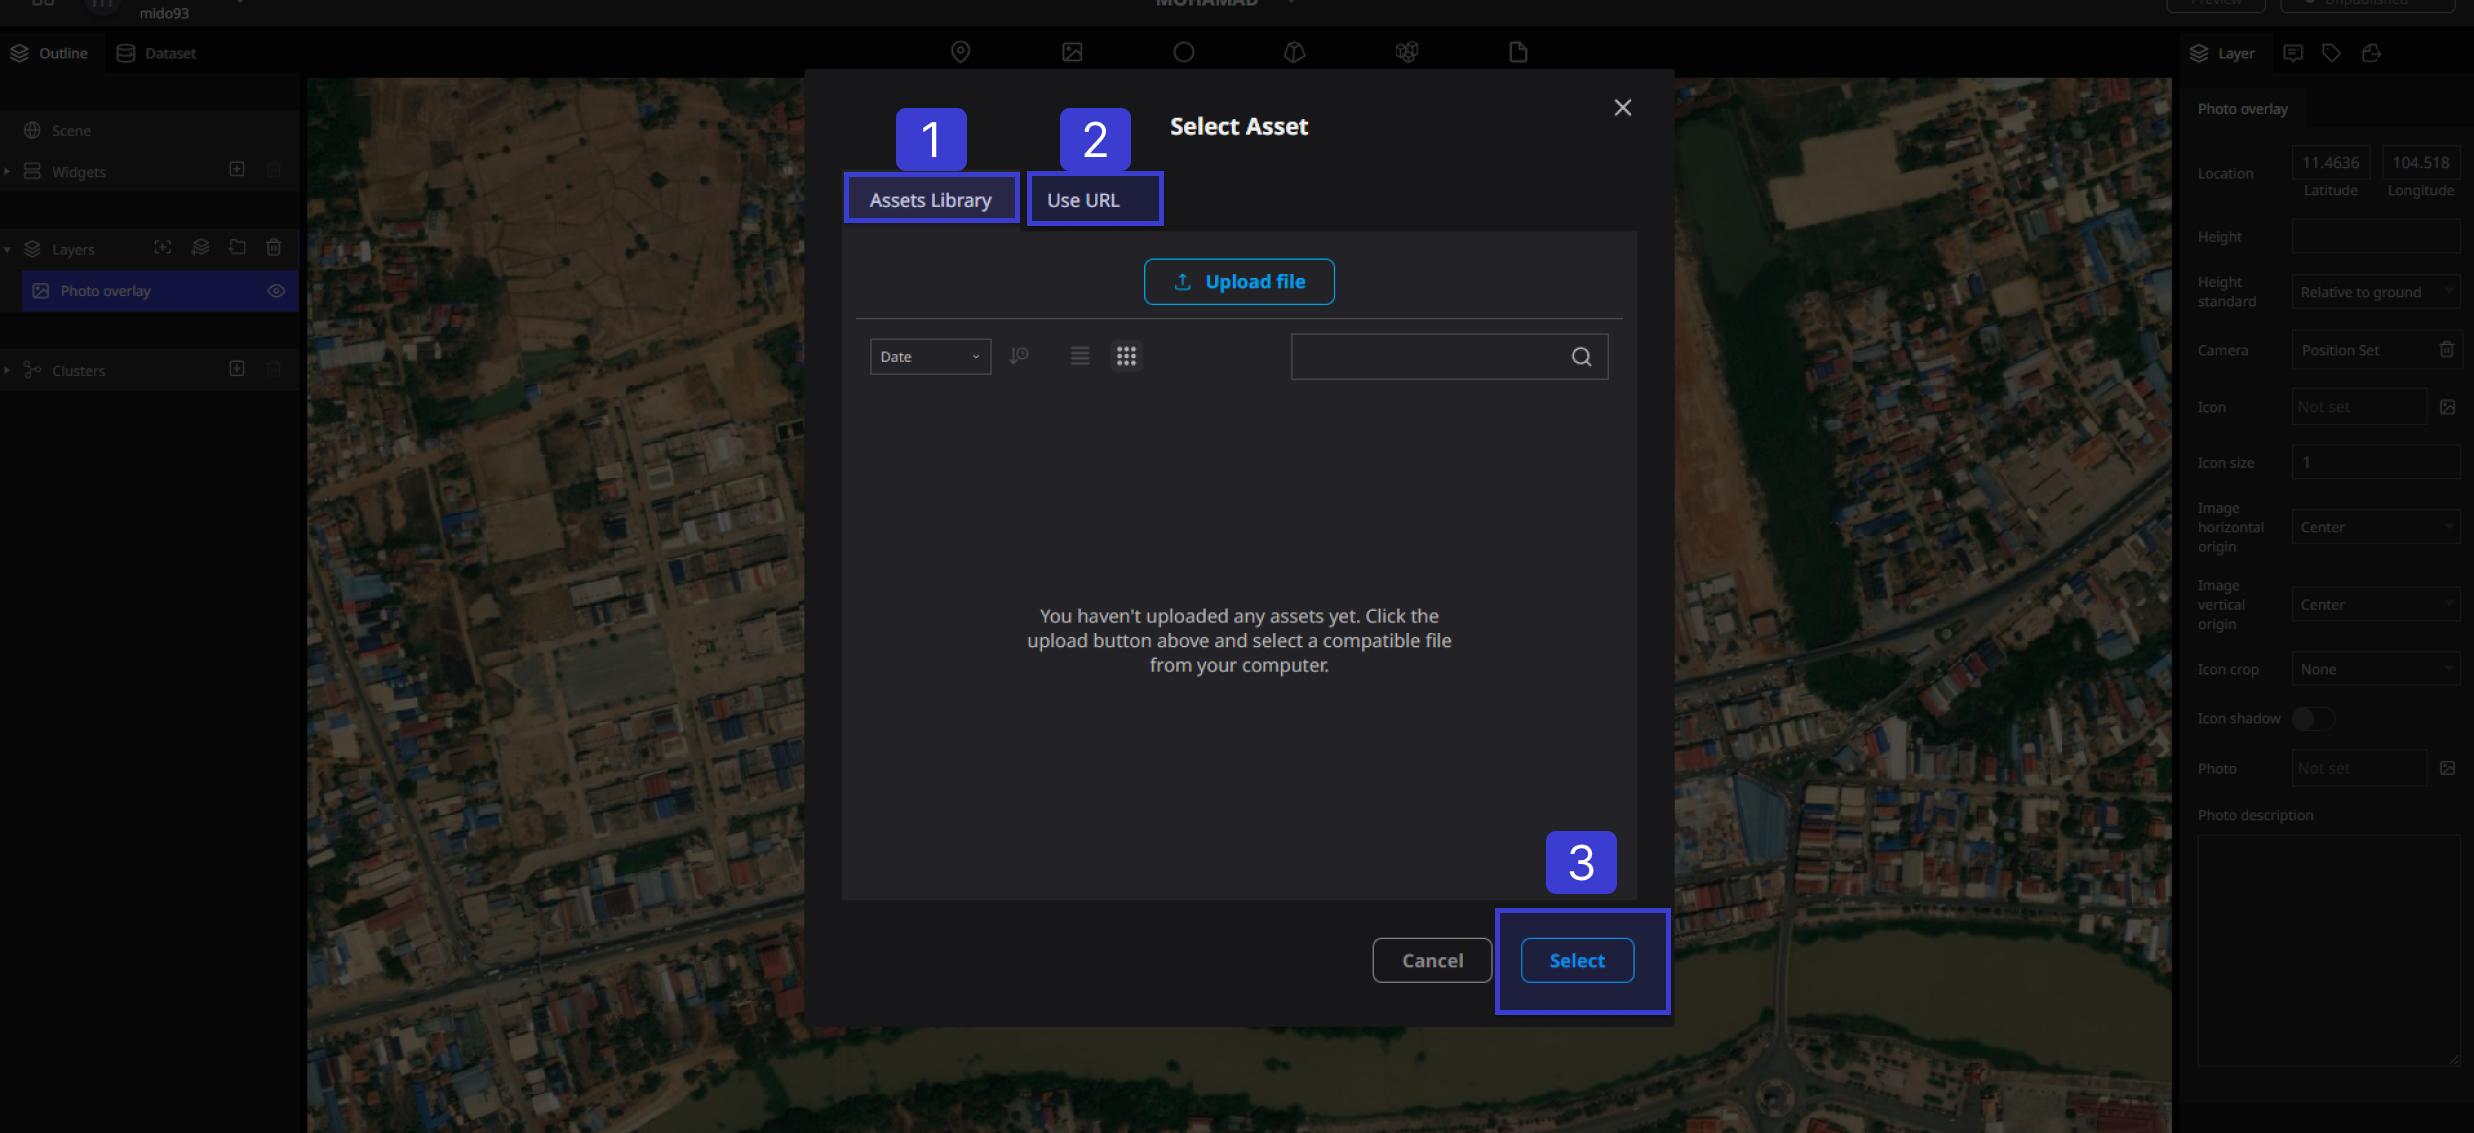 mido93
MOHAMAD
Preview
Unpublished
Outline
Dataset
Layer
Scene
Widgets
Layers
Photo overlay
Clusters
1
2
Select Asset
Assets Library
Use URL
Upload file
Date
You haven't uploaded any assets yet. Click the
upload button above and select a compatible file
from your computer.
3
Cancel
Select
Photo overlay
Location
11.4636
104.518
Latitude
Longitude
Height
Height
standard
Relative to ground
Camera
Position Set
Icon
Not set
Icon size
1
Image
horizontal
origin
Center
Image
vertical
origin
Center
Icon crop
None
Icon shadow
Photo
Not set
Photo description